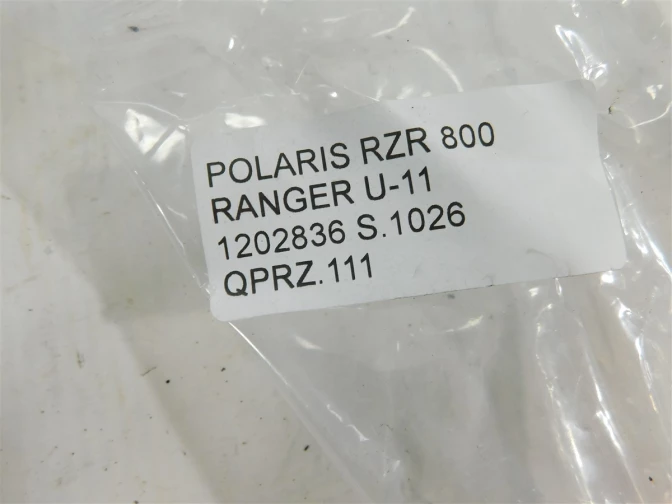 POLARIS RZR 800
RANGER U-11
1202836 S.1026
QPRZ.111